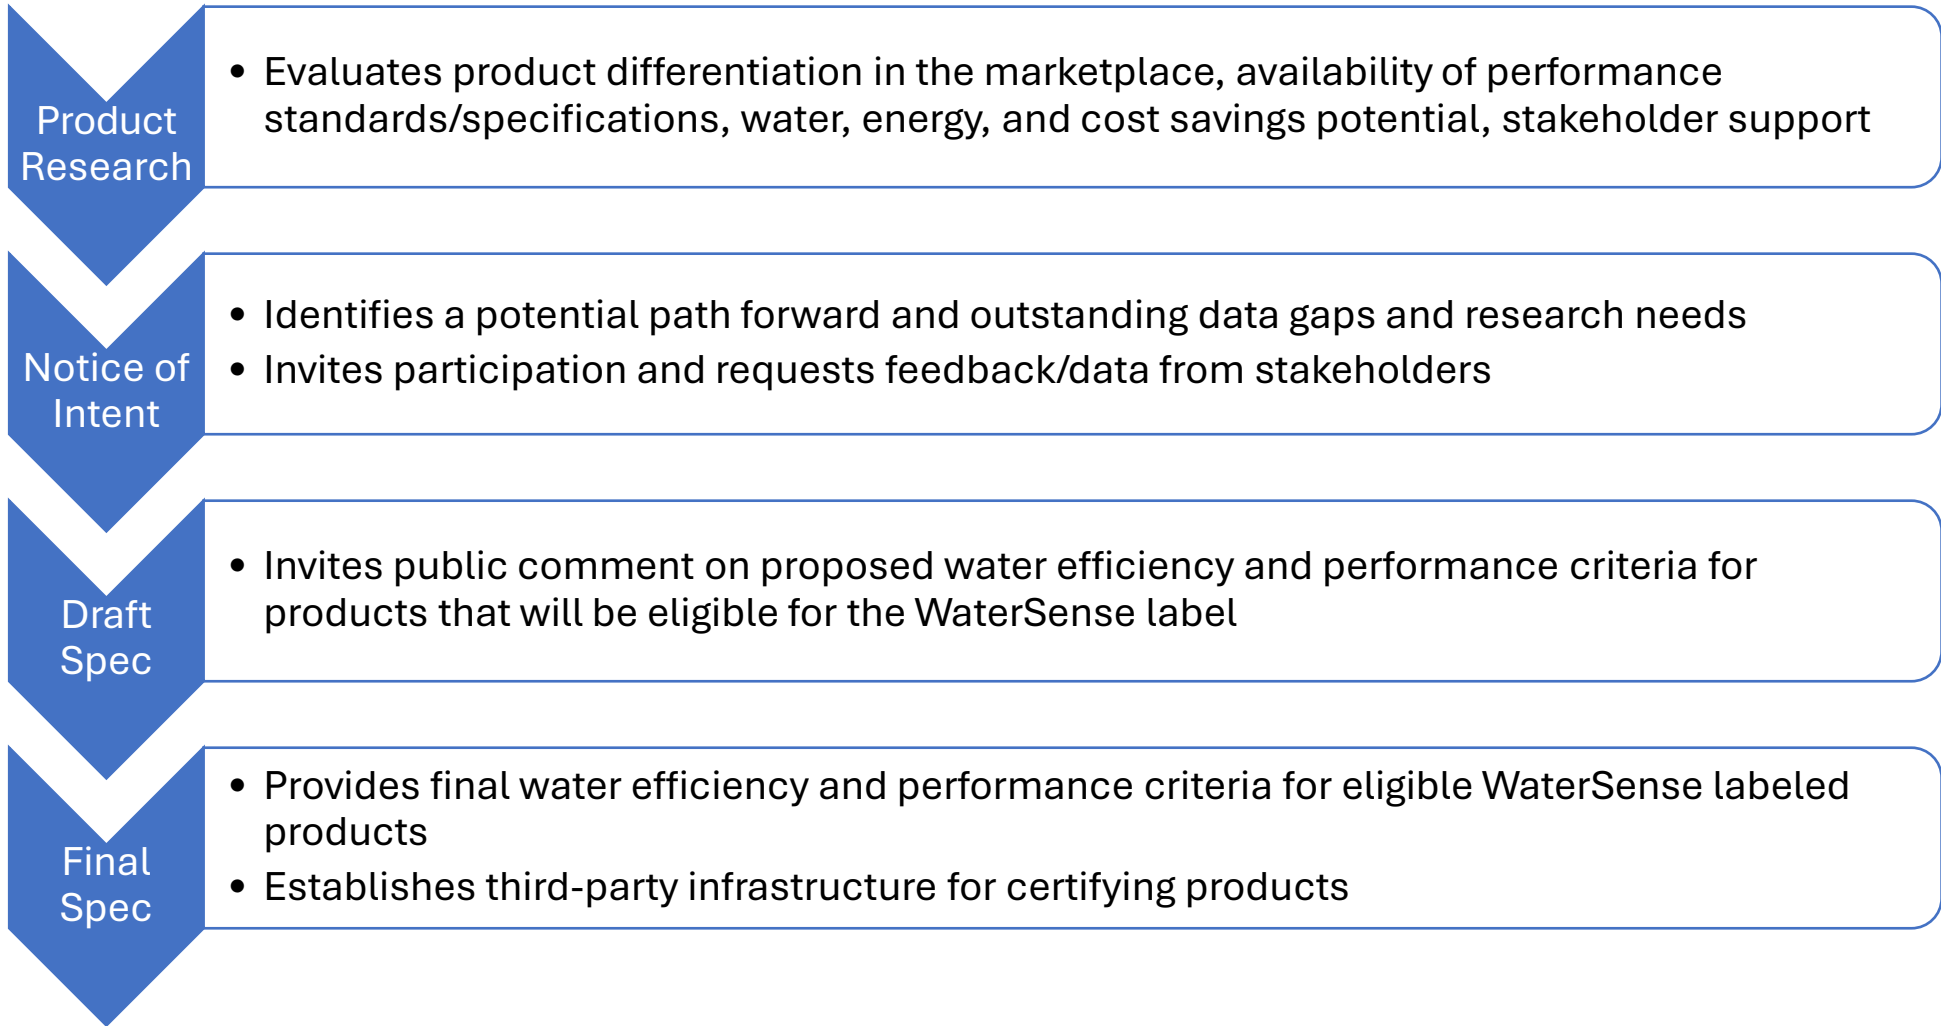 Product
Research
• Evaluates product differentiation in the marketplace, availability of performance
standards/specifications, water, energy, and cost savings potential, stakeholder support
Notice of
Intent
• Identifies a potential path forward and outstanding data gaps and research needs
• Invites participation and requests feedback/data from stakeholders
Draft
Spec
• Invites public comment on proposed water efficiency and performance criteria for
products that will be eligible for the WaterSense label
Final
Spec
• Provides final water efficiency and performance criteria for eligible WaterSense labeled
products
• Establishes third-party infrastructure for certifying products